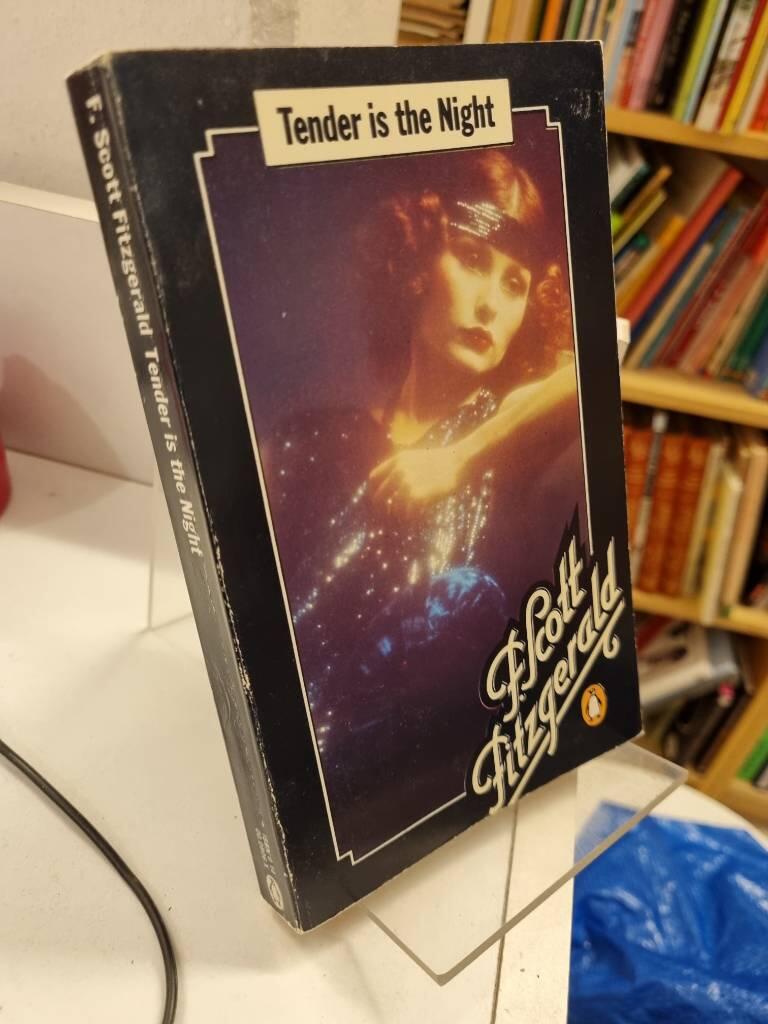 Tender is the Night
F. Scott
Fitzgerald
F. Scott Fitzgerald Tender is the Night